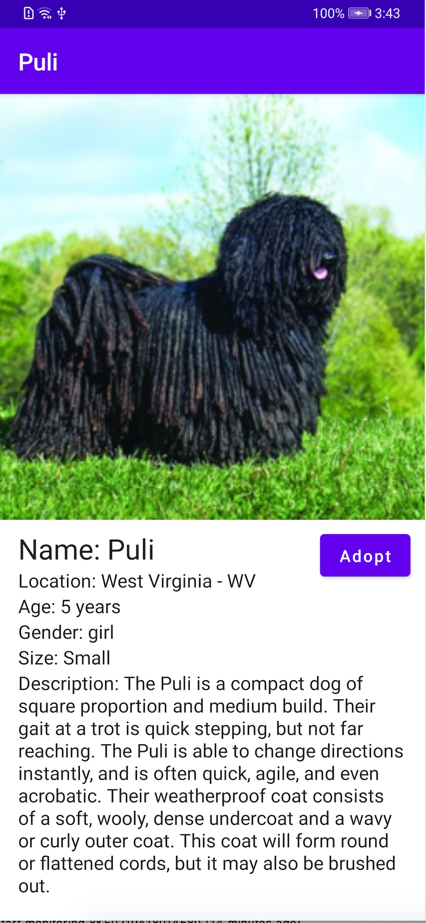 100% 3:43
Puli
Name: Puli
Adopt
Location: West Virginia - WV
Age: 5 years
Gender: girl
Size: Small
Description: The Puli is a compact dog of
square proportion and medium build. Their
gait at a trot is quick stepping, but not far
reaching. The Puli is able to change directions
instantly, and is often quick, agile, and even
acrobatic. Their weatherproof coat consists
of a soft, wooly, dense undercoat and a wavy
or curly outer coat. This coat will form round
or flattened cords, but it may also be brushed
out.